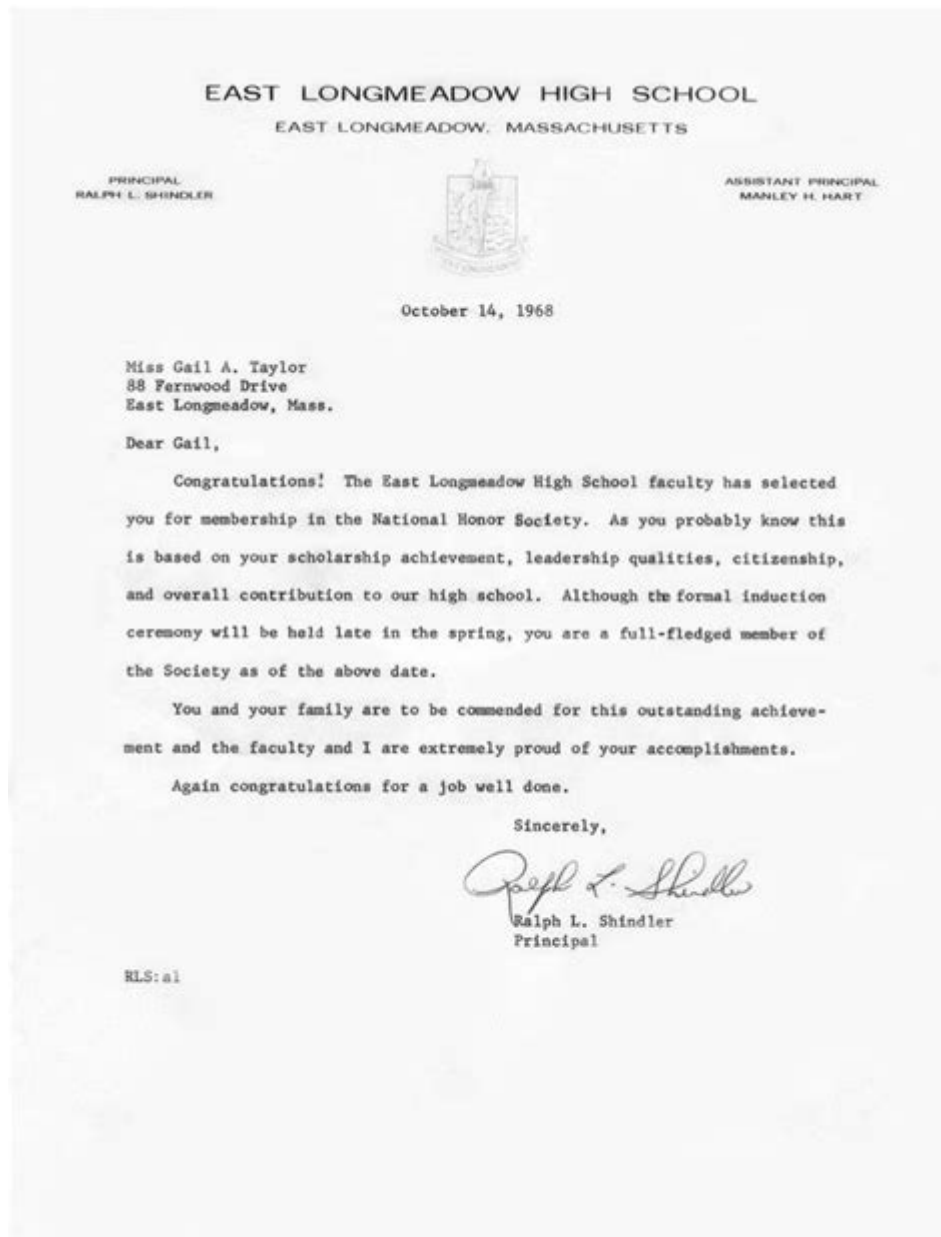 EAST LONGMEADOW HIGH SCHOOL
EAST LONGMEADOW, MASSACHUSETTS
PRINCIPAL
RALPH L. SHINDLER
ASSISTANT PRINCIPAL
MANLEY H. HART
October 14, 1968
Miss Gail A. Taylor
88 Fernwood Drive
East Longmeadow, Mass.
Dear Gail,
Congratulations! The East Longmeadow High School faculty has selected
you for membership in the National Honor Society. As you probably know this
is based on your scholarship achievement, leadership qualities, citizenship,
and overall contribution to our high school. Although the formal induction
ceremony will be held late in the spring, you are a full-fledged member of
the Society as of the above date.
You and your family are to be commended for this outstanding achieve-
ment and the faculty and I are extremely proud of your accomplishments.
Again congratulations for a job well done.
Sincerely,
Ralph L. Shindler
Ralph L. Shindler
Principal
RLS:al